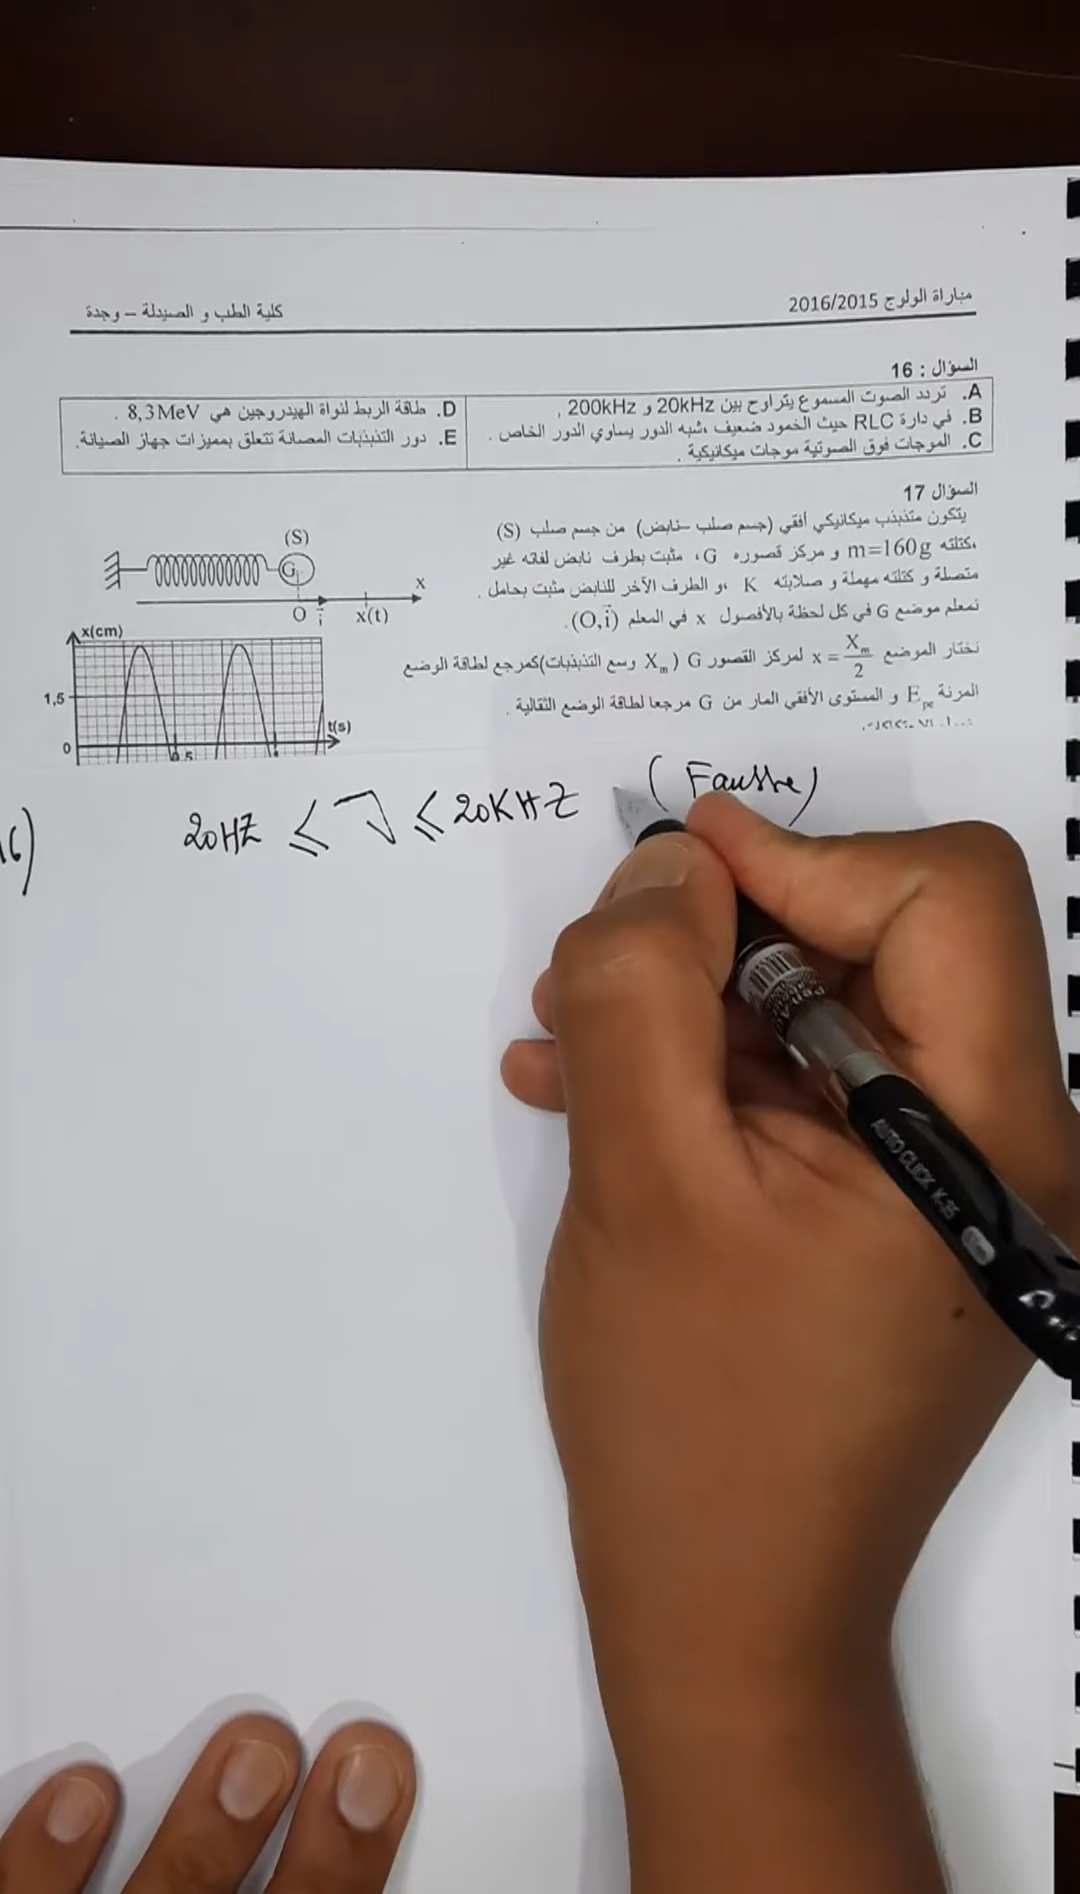 مباراة الولوج 2016/2015
كلية الطب و الصيدلة – وجدة
السؤال : 16
A. تردد الصوت المسموع يتراوح بين 20kHz و 200kHz .
B. في دارة RLC حيث الخمود ضعيف ،شبه الدور يساوي الدور الخاص .
C. الموجات فوق الصوتية موجات ميكانيكية .
D. طاقة الربط لنواة الهيدروجين هي 8,3MeV .
E. دور التذبذبات المصانة تتعلق بمميزات جهاز الصيانة.
السؤال 17
يتكون متذبذب ميكانيكي أفقي (جسم صلب –نابض) من جسم صلب (S)
،كتلته m=160g و مركز قصوره G، مثبت بطرف نابض لفاته غير
متصلة و كتلته مهملة و صلابته K ،و الطرف الآخر للنابض مثبت بحامل .
نمعلم موضع G في كل لحظة بالأفصول x في المعلم (O,i⃗).
نختار الموضع x = Xm/2 لمركز القصور G (Xm وسع التذبذبات)كمرجع لطاقة الوضع
المرنة Epe و المستوى الأفقي المار من G مرجعا لطاقة الوضع الثقالية .
(S)
G
x
O i⃗ x(t)
x(cm)
1,5
t(s)
0
0.5
1
16)
20HZ ≤ ≤ 20KHZ (Fausse)
AUTO CLICK K-35